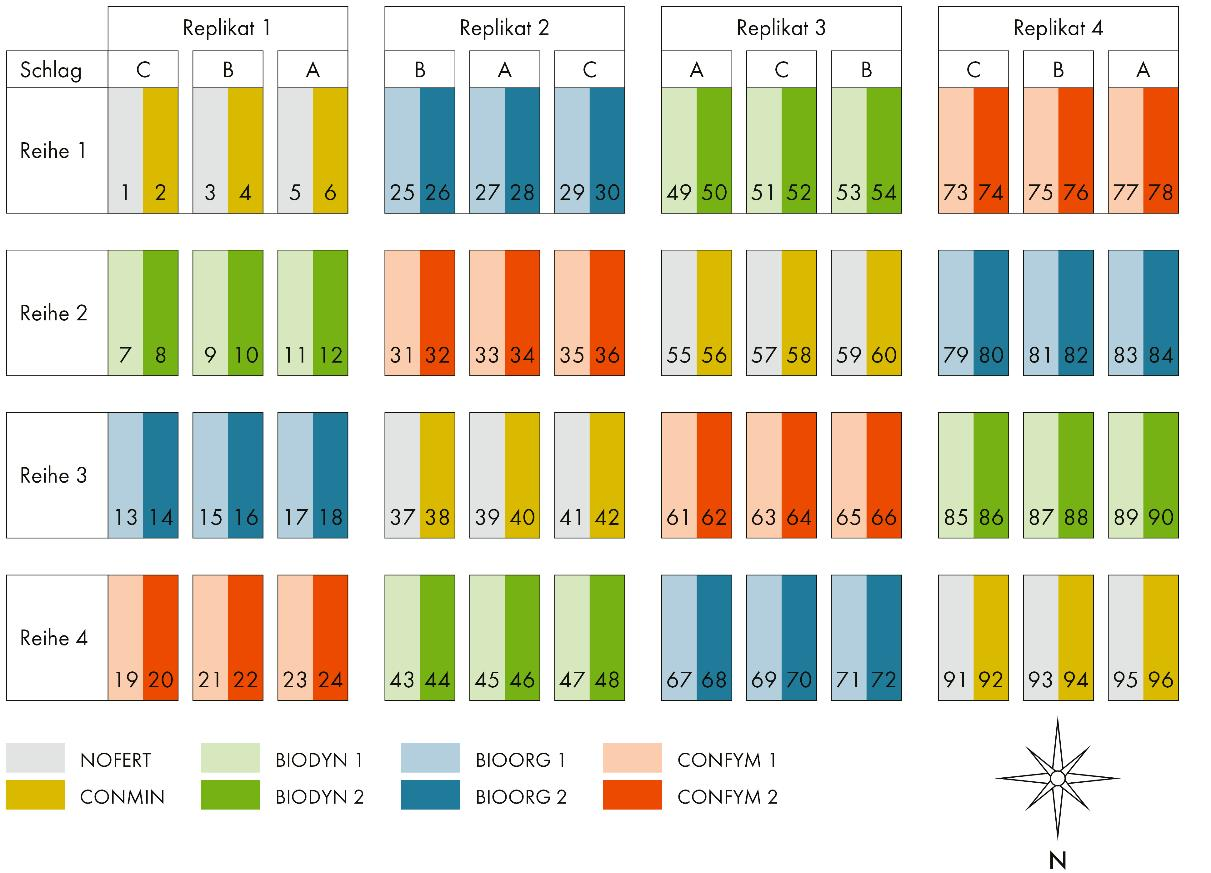 Replikat 1 Replikat 2 Replikat 3 Replikat 4
Schlag C B A B A C A C B C B A
Reihe 1 1 2 3 4 5 6 25 26 27 28 29 30 49 50 51 52 53 54 73 74 75 76 77 78
Reihe 2 7 8 9 10 11 12 31 32 33 34 35 36 55 56 57 58 59 60 79 80 81 82 83 84
Reihe 3 13 14 15 16 17 18 37 38 39 40 41 42 61 62 63 64 65 66 85 86 87 88 89 90
Reihe 4 19 20 21 22 23 24 43 44 45 46 47 48 67 68 69 70 71 72 91 92 93 94 95 96
NOFERT BIODYN 1 BIOORG 1 CONFYM 1
CONMIN BIODYN 2 BIOORG 2 CONFYM 2
N